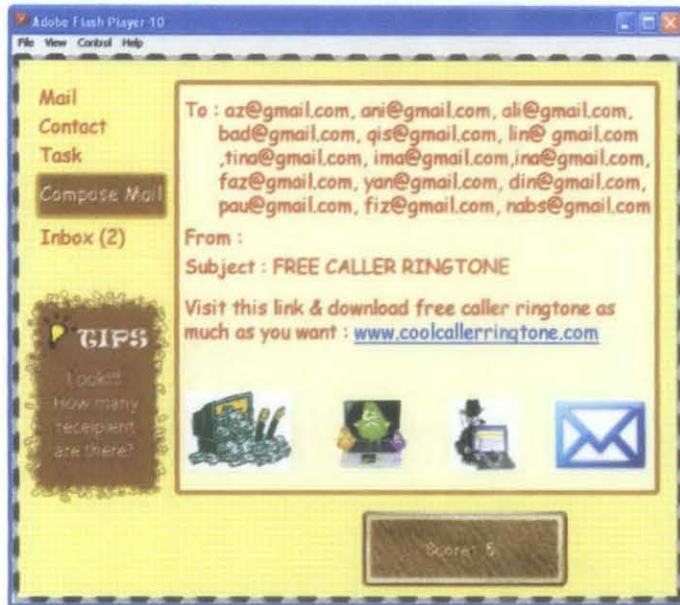 Adobe Flash Player 10
File View Control Help
Mail
Contact
Task
Compose Mail
Inbox (2)
TIPS
Look!!!
How many
receipient
are there?
To : az@gmail.com, ani@gmail.com, ali@gmail.com,
bad@gmail.com, qis@gmail.com, lin@ gmail.com
,tina@gmail.com, ima@gmail.com,ina@gmail.com,
faz@gmail.com, yan@gmail.com, din@gmail.com,
pau@gmail.com, fiz@gmail.com, nabs@gmail.com
From :
Subject : FREE CALLER RINGTONE
Visit this link & download free caller ringtone as
much as you want : www.coolcallerringtone.com
Score: 5